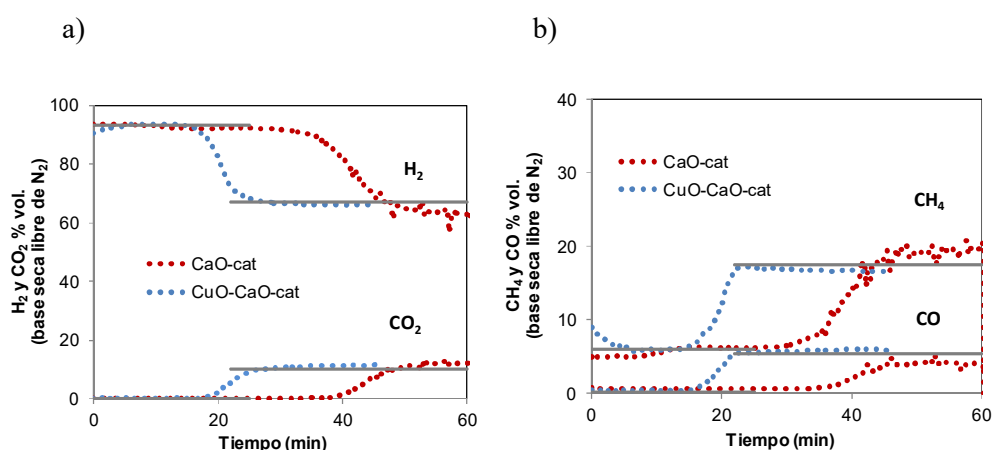 a)
b)
H₂ y CO₂ % vol.
(base seca libre de N₂)
100
80
60
40
20
0
H₂
CaO-cat
CuO-CaO-cat
CO₂
0 20 40 60
Tiempo (min)
CH₄ y CO % vol.
(base seca libre de N₂)
40
30
20
10
0
CaO-cat
CuO-CaO-cat
CH₄
CO
0 20 40 60
Tiempo (min)